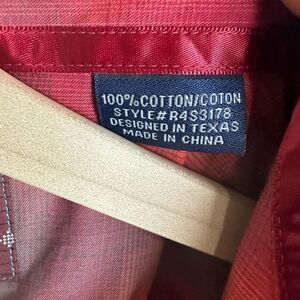 100% COTTON/COTON
STYLE# R4S3178
DESIGNED IN TEXAS
MADE IN CHINA